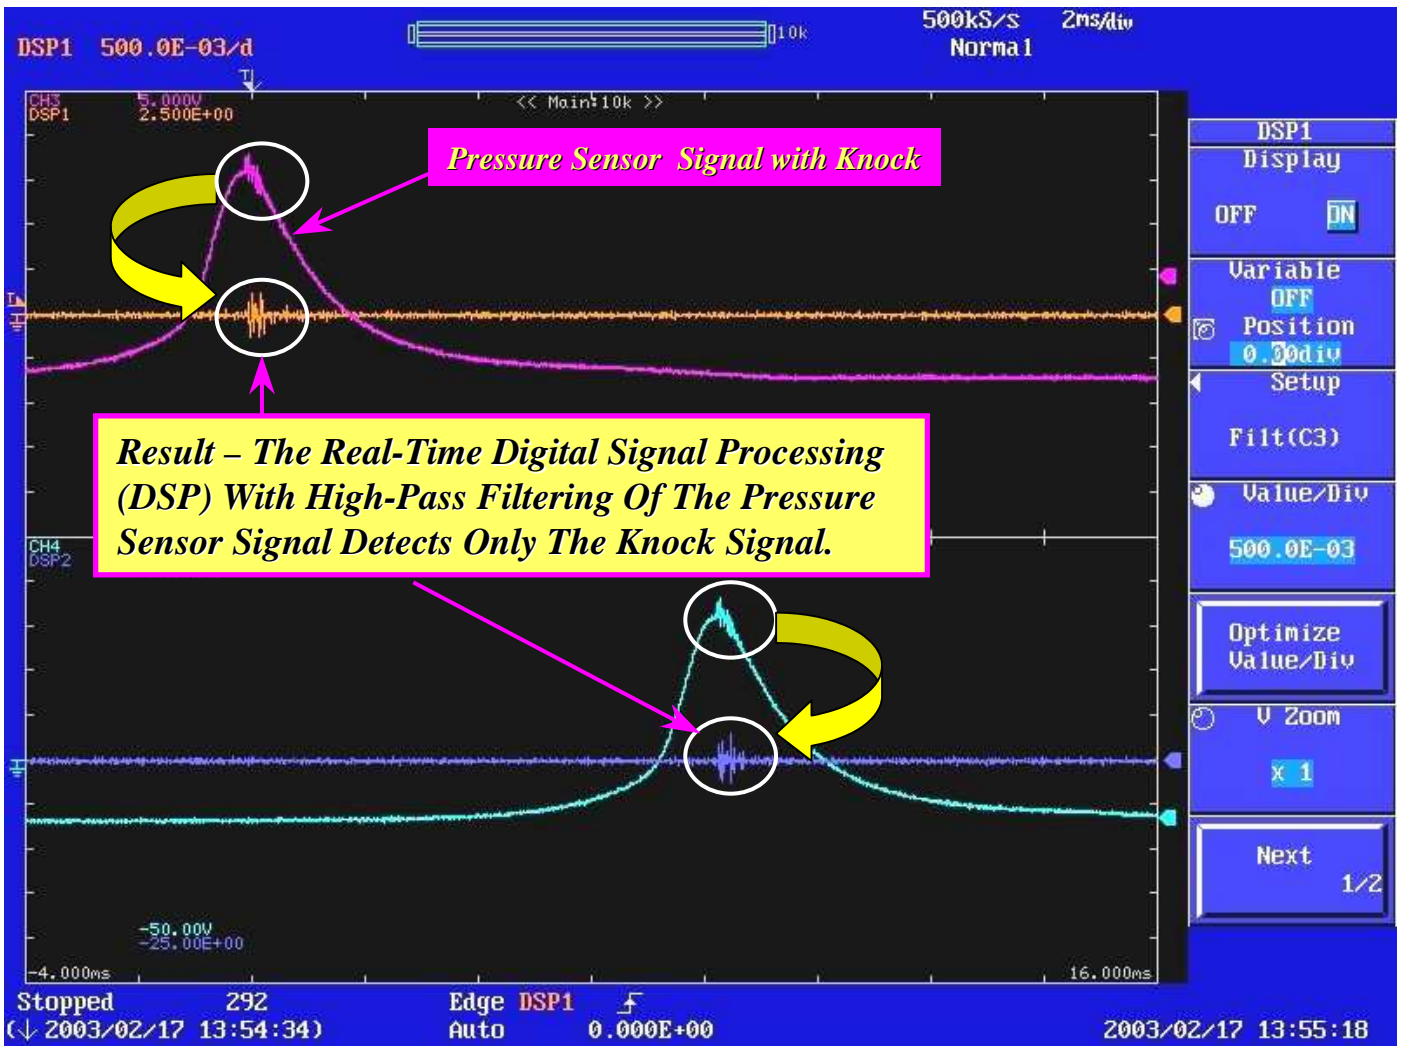 500kS/s 2ms/div
DSP1 500.0E-03/d
10k
Normal
T
CH3 5.000V
<< Main:10k >>
DSP1 2.500E+00
DSP1
Display
OFF ON
Pressure Sensor Signal with Knock
Variable
OFF
Position
0.00div
T
Setup
Filt(C3)
Result – The Real-Time Digital Signal Processing
(DSP) With High-Pass Filtering Of The Pressure
Sensor Signal Detects Only The Knock Signal.
Value/Div
500.0E-03
CH4
DSP2
Optimize
Value/Div
V Zoom
x 1
Next
1/2
-50.00V
-25.00E+00
-4.000ms 16.000ms
Stopped 292 Edge DSP1
(↓ 2003/02/17 13:54:34) Auto 0.000E+00 2003/02/17 13:55:18